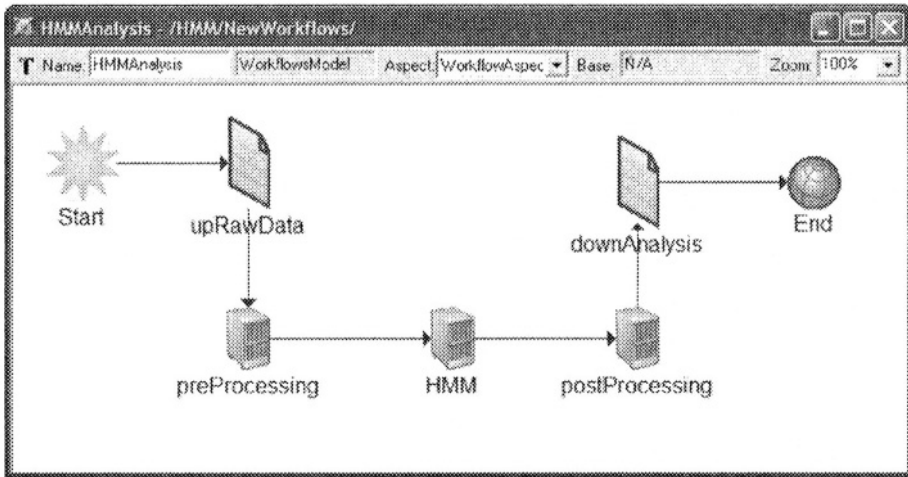 HMMAnalysis - /HMM/NewWorkflows/
Name: HMMAnalysis WorkflowsModel Aspect: WorkflowAspec Base: N/A Zoom: 100%
Start
upRawData
downAnalysis
End
preProcessing
HMM
postProcessing